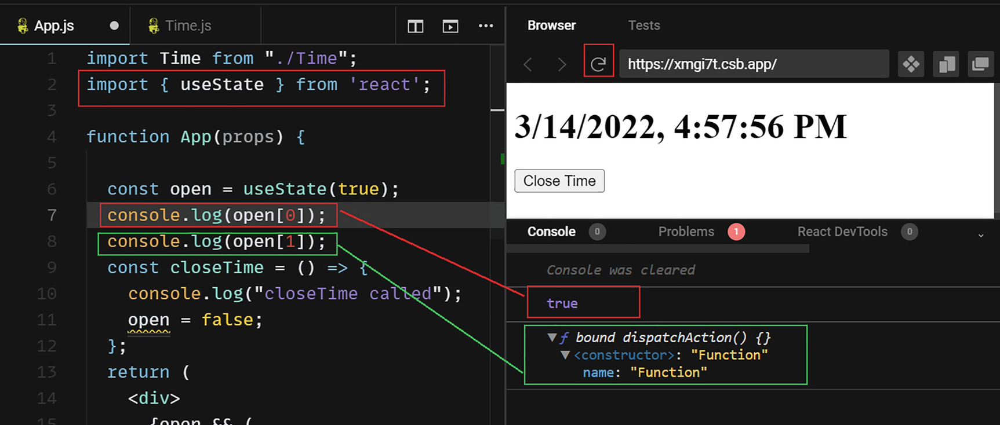 App.js
Time.js
1 import Time from "./Time";
2 import { useState } from 'react';
3
4 function App(props) {
5
6 const open = useState(true);
7 console.log(open[0]);
8 console.log(open[1]);
9 const closeTime = () => {
10 console.log("closeTime called");
11 open = false;
12 };
13 return (
14 <div>
15 {open && (
Browser
Tests
https://xmgi7t.csb.app/
3/14/2022, 4:57:56 PM
Close Time
Console 0 Problems 1 React DevTools 0
Console was cleared
true
▼ƒ bound dispatchAction() {}
▼<constructor>: "Function"
name: "Function"